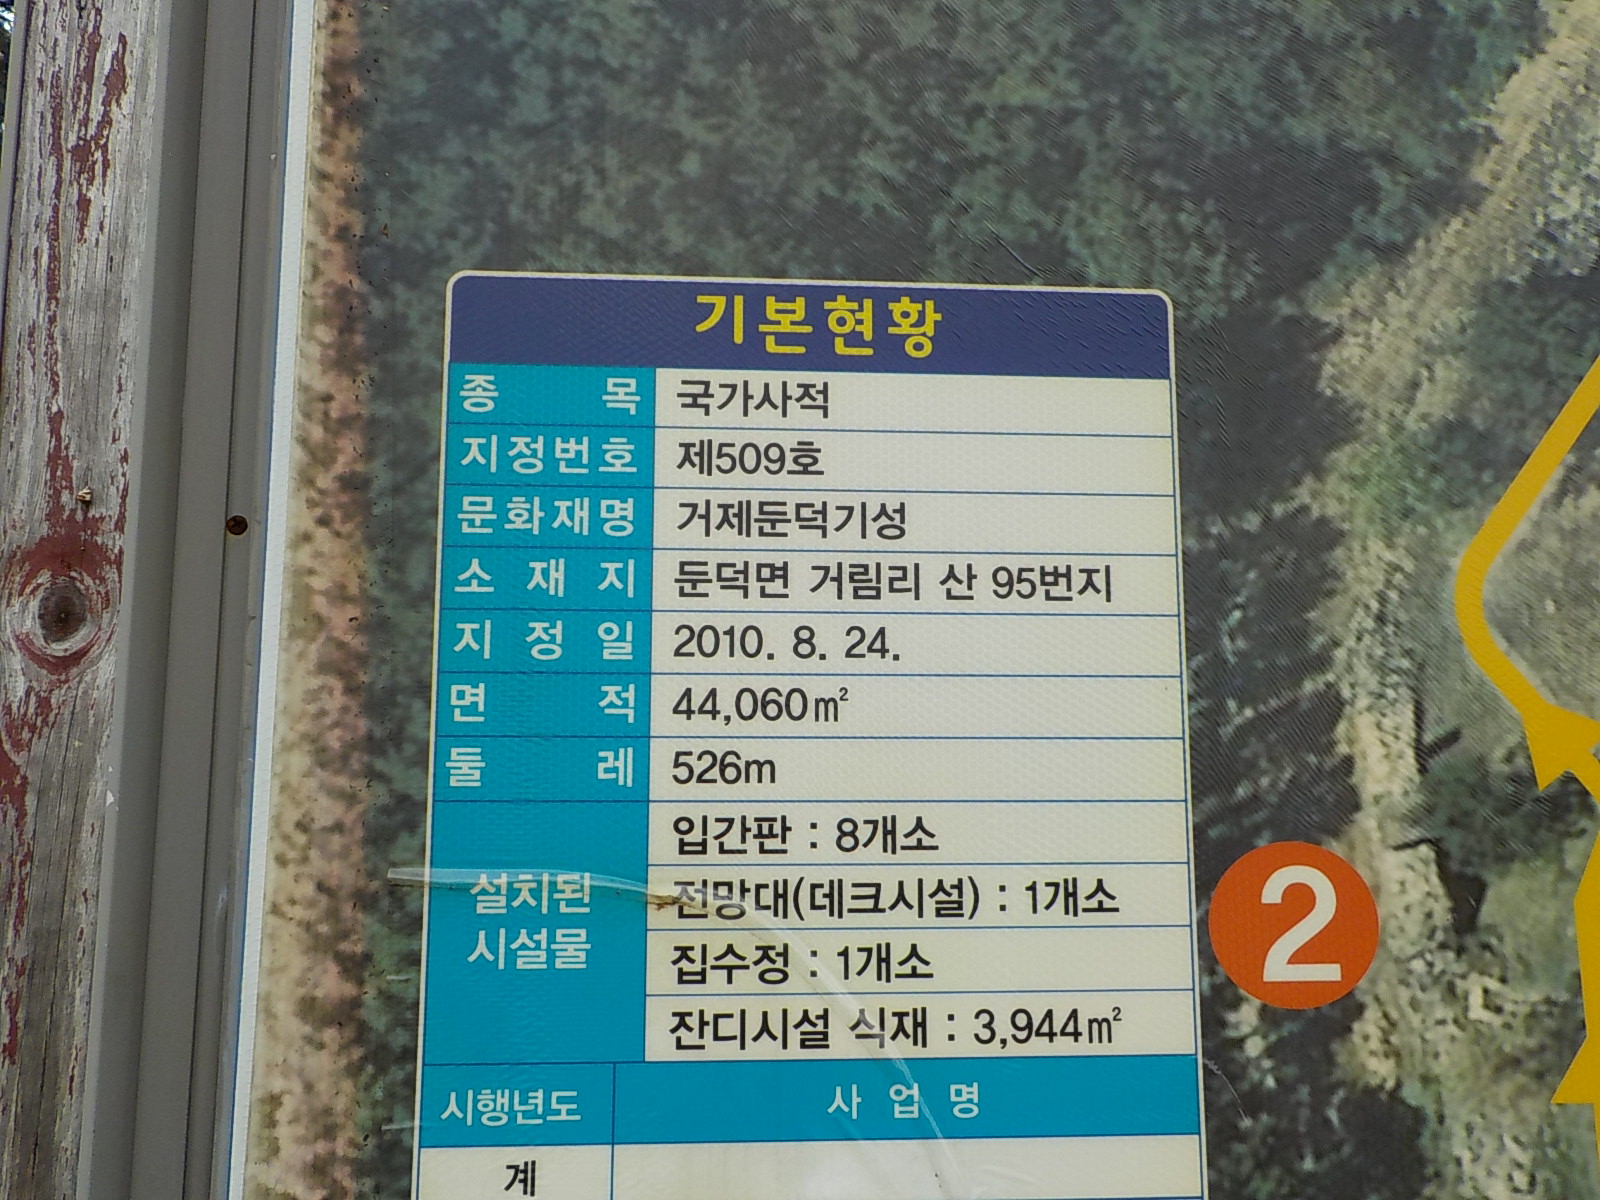 기본현황
종 목 국가사적
지정번호 제509호
문화재명 거제둔덕기성
소 재 지 둔덕면 거림리 산 95번지
지 정 일 2010. 8. 24.
면 적 44,060㎡
둘 레 526m
설치된
시설물
입간판 : 8개소
전망대(데크시설) : 1개소
집수정 : 1개소
잔디시설 식재 : 3,944㎡
시행년도 사 업 명
계
2